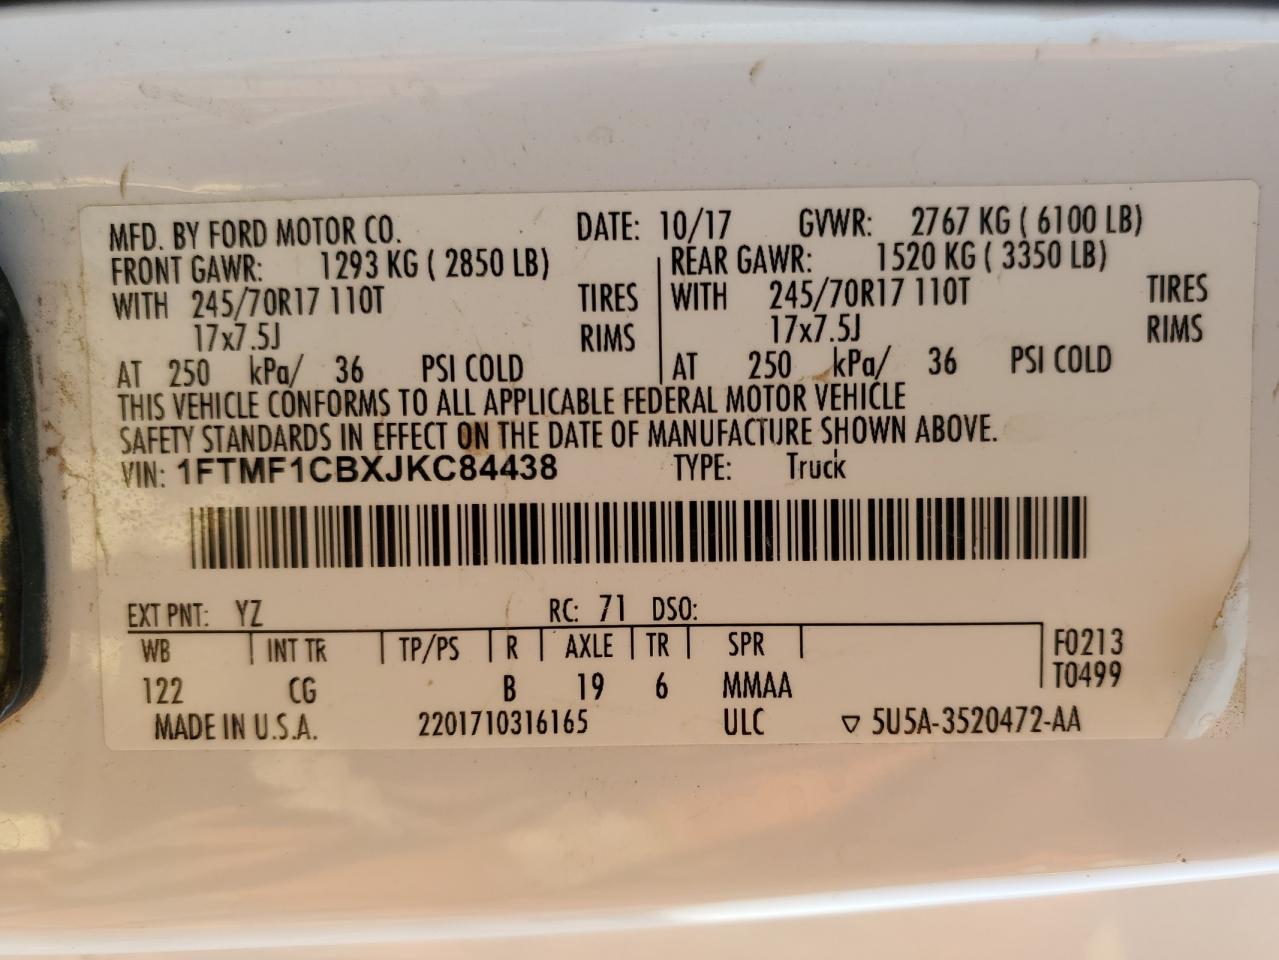 MFD. BY FORD MOTOR CO. DATE: 10/17 GVWR: 2767 KG ( 6100 LB)
FRONT GAWR: 1293 KG ( 2850 LB) REAR GAWR: 1520 KG ( 3350 LB)
WITH 245/70R17 110T TIRES WITH 245/70R17 110T TIRES
17x7.5J RIMS 17x7.5J RIMS
AT 250 kPa/ 36 PSI COLD AT 250 kPa/ 36 PSI COLD
THIS VEHICLE CONFORMS TO ALL APPLICABLE FEDERAL MOTOR VEHICLE
SAFETY STANDARDS IN EFFECT ON THE DATE OF MANUFACTURE SHOWN ABOVE.
VIN: 1FTMF1CBXJKC84438 TYPE: Truck
EXT PNT: YZ RC: 71 DSO:
WB INT TR TP/PS R AXLE TR SPR F0213
122 CG B 19 6 MMAA T0499
MADE IN U.S.A. 2201710316165 ULC ▽ 5U5A-3520472-AA